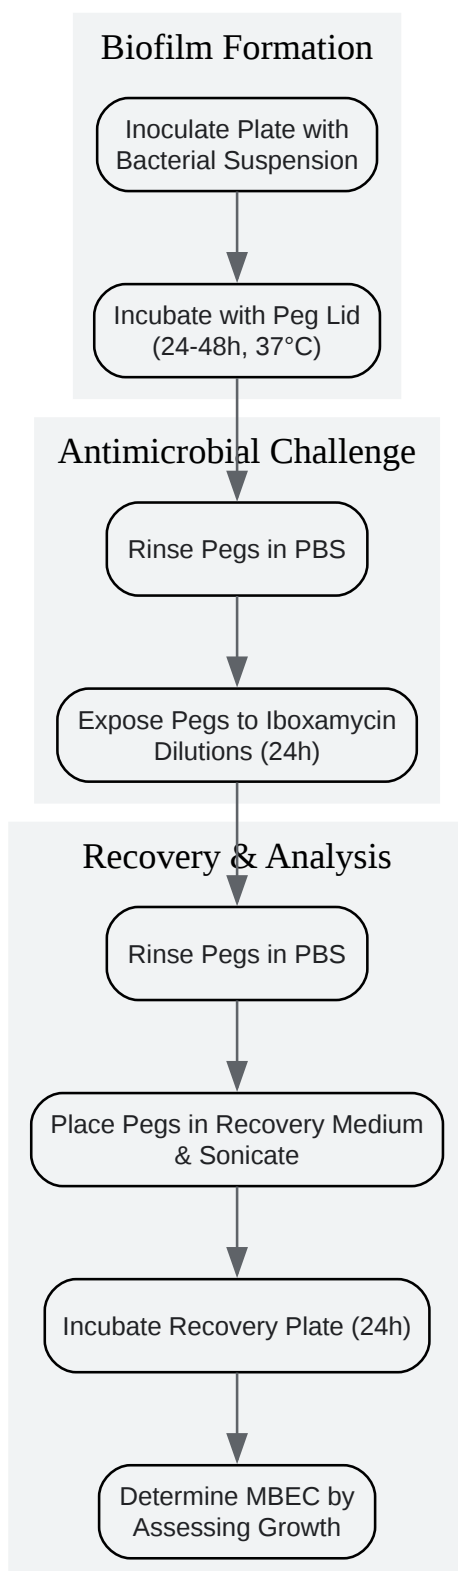 Biofilm Formation
Inoculate Plate with
Bacterial Suspension
Incubate with Peg Lid
(24-48h, 37°C)
Antimicrobial Challenge
Rinse Pegs in PBS
Expose Pegs to Iboxamycin
Dilutions (24h)
Recovery & Analysis
Rinse Pegs in PBS
Place Pegs in Recovery Medium
& Sonicate
Incubate Recovery Plate (24h)
Determine MBEC by
Assessing Growth